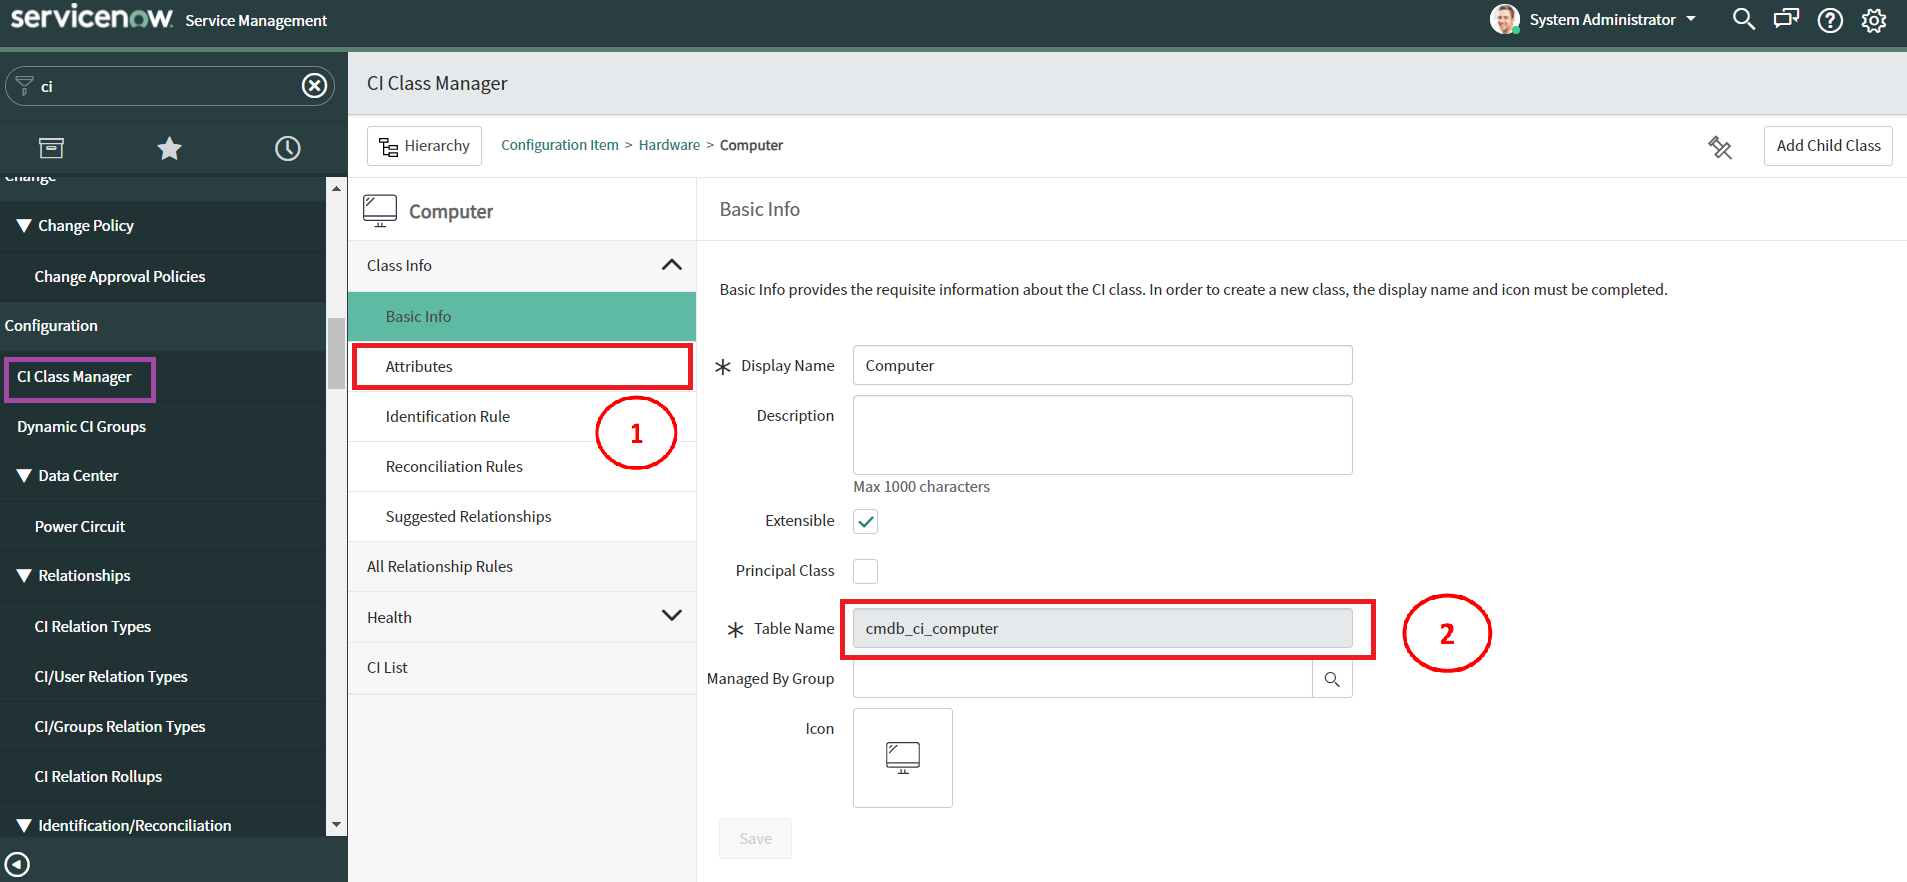 servicenow Service Management
System Administrator
ci
Change
Change Policy
Change Approval Policies
Configuration
CI Class Manager
Dynamic CI Groups
Data Center
Power Circuit
Relationships
CI Relation Types
CI/User Relation Types
CI/Groups Relation Types
CI Relation Rollups
Identification/Reconciliation
CI Class Manager
Hierarchy
Configuration Item > Hardware > Computer
Add Child Class
Computer
Class Info
Basic Info
Attributes
1
Identification Rule
Reconciliation Rules
Suggested Relationships
All Relationship Rules
Health
CI List
Basic Info
Basic Info provides the requisite information about the CI class. In order to create a new class, the display name and icon must be completed.
Display Name Computer
Description
Max 1000 characters
Extensible
Principal Class
Table Name cmdb_ci_computer
2
Managed By Group
Icon
Save